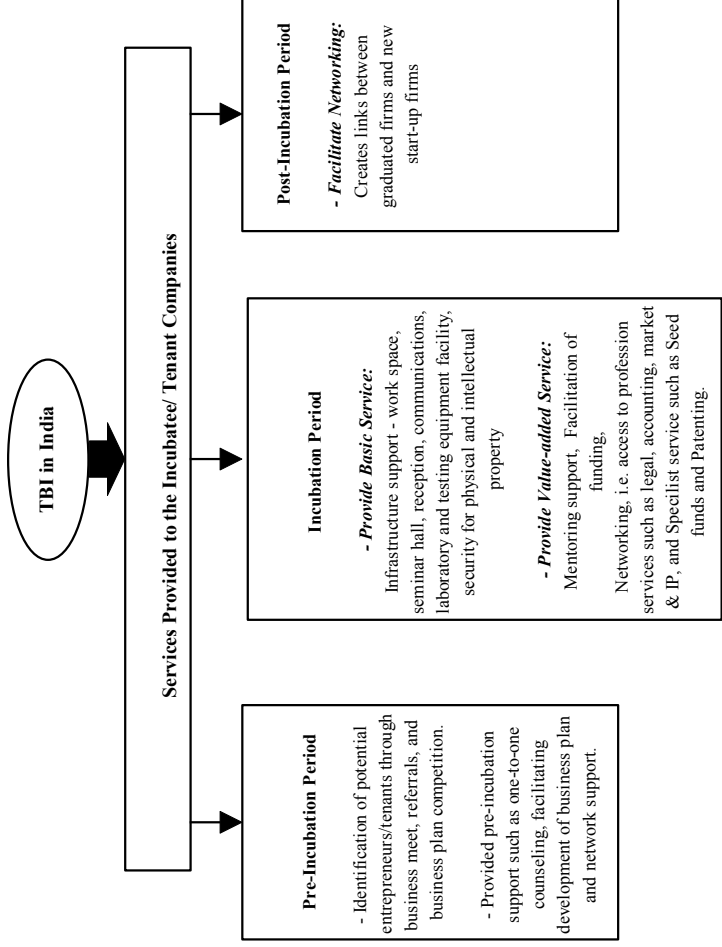 TBI in India
Services Provided to the Incubatee/ Tenant Companies
Pre-Incubation Period
- Identification of potential
entrepreneurs/tenants through
business meet, referrals, and
business plan competition.
- Provided pre-incubation
support such as one-to-one
counseling, facilitating
development of business plan
and network support.
Incubation Period
- Provide Basic Service:
Infrastructure support - work space,
seminar hall, reception, communications,
laboratory and testing equipment facility,
security for physical and intellectual
property
- Provide Value-added Service:
Mentoring support, Facilitation of
funding,
Networking, i.e. access to profession
services such as legal, accounting, market
& IP, and Specilist service such as Seed
funds and Patenting.
Post-Incubation Period
- Facilitate Networking:
Creates links between
graduated firms and new
start-up firms